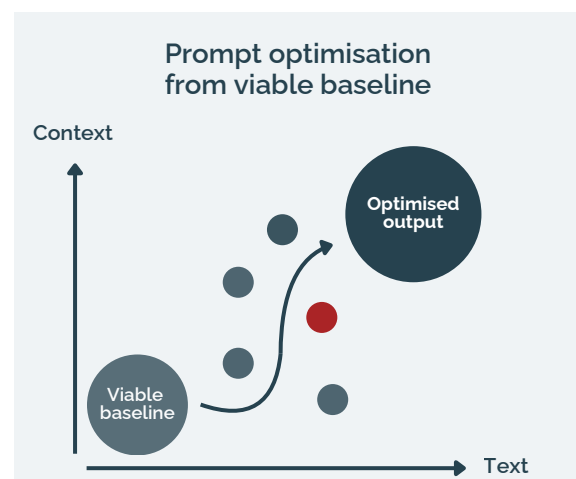 Prompt optimisation
from viable baseline
Context
Optimised
output
Viable
baseline
Text